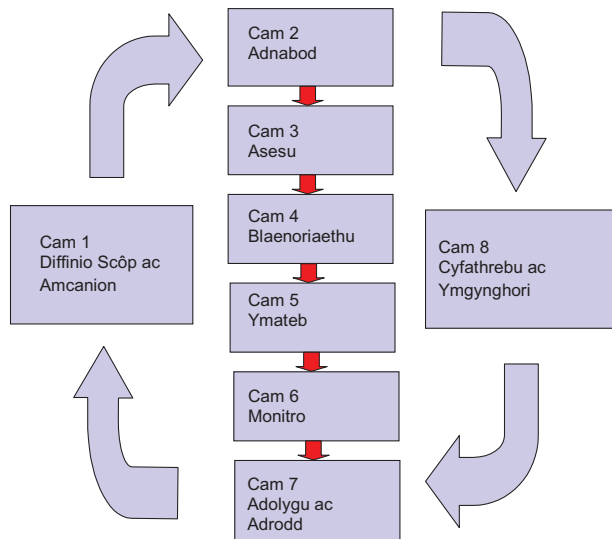 Cam 2
Adnabod
Cam 3
Asesu
Cam 4
Blaenoriaethu
Cam 1
Diffinio Scôp ac
Amcanion
Cam 8
Cyfathrebu ac
Ymgynghori
Cam 5
Ymateb
Cam 6
Monitro
Cam 7
Adolygu ac
Adrodd